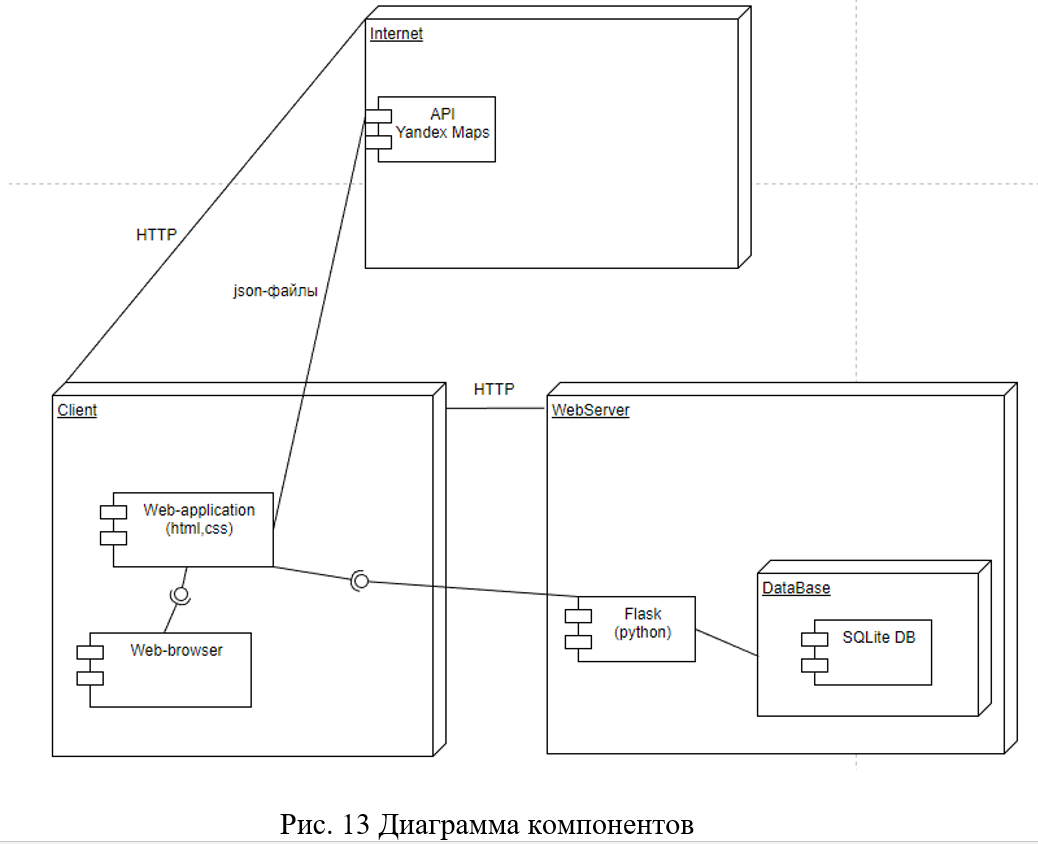 Internet
API
Yandex Maps
HTTP
json-файлы
HTTP
Client
WebServer
Web-application
(html,css)
DataBase
Flask
(python)
SQLite DB
Web-browser
Рис. 13 Диаграмма компонентов